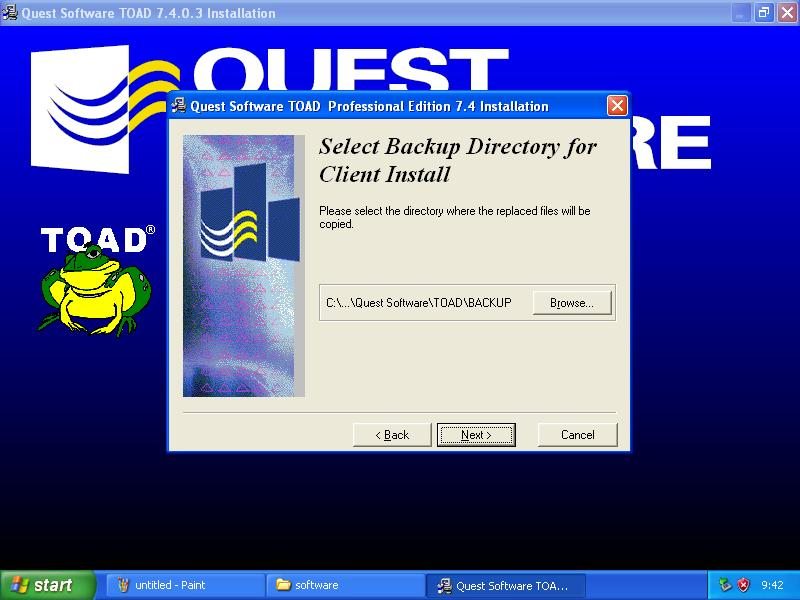 Quest Software TOAD 7.4.0.3 Installation
QUEST
Quest Software TOAD  Professional Edition 7.4 Installation
RE
Select Backup Directory for
Client Install
Please select the directory where the replaced files will be
copied.
TOAD®
C:\...\Quest Software\TOAD\BACKUP
Browse...
< Back
Next >
Cancel
start
untitled - Paint
software
Quest Software TOA...
9:42